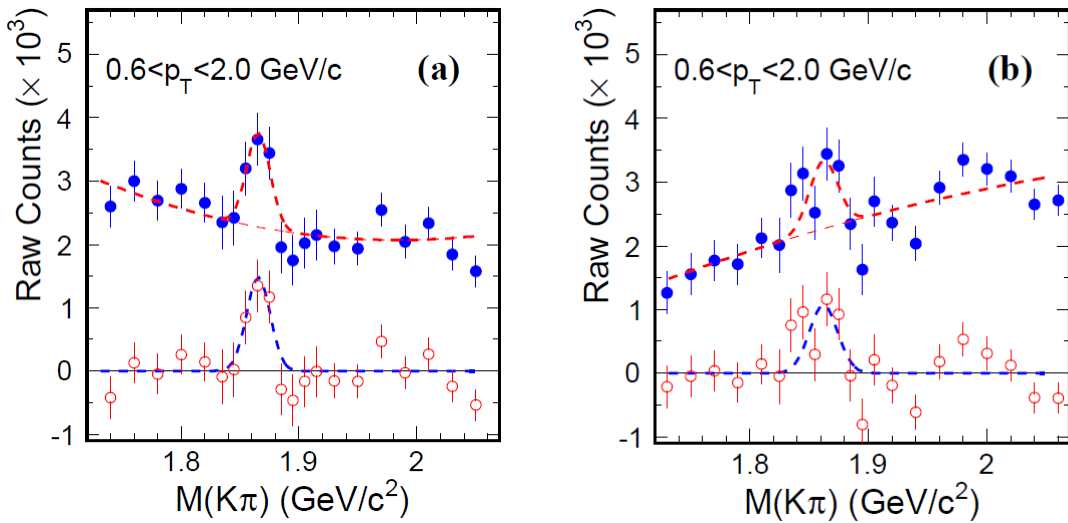 0.6<p_T<2.0 GeV/c (a)
Raw Counts (× 10³)
5
4
3
2
1
0
-1
1.8 1.9 2
M(Kπ) (GeV/c²)
0.6<p_T<2.0 GeV/c (b)
Raw Counts (× 10³)
5
4
3
2
1
0
-1
1.8 1.9 2
M(Kπ) (GeV/c²)